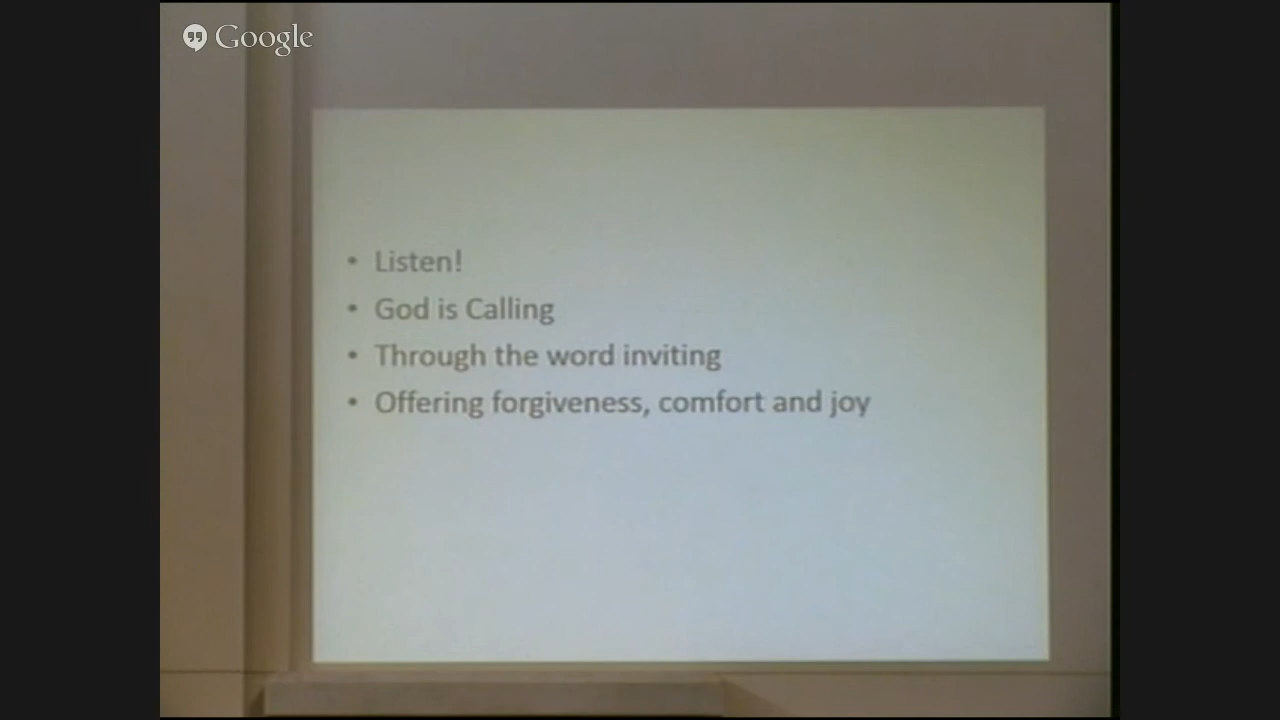 Google
• Listen!
• God is Calling
• Through the word inviting
• Offering forgiveness, comfort and joy